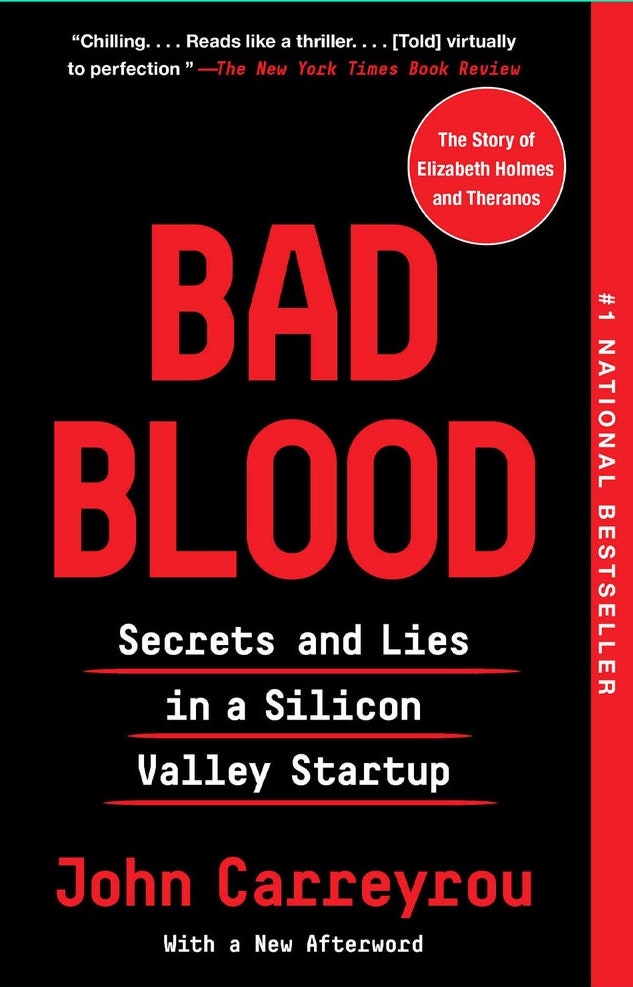 “Chilling. . . . Reads like a thriller. . . . [Told] virtually
to perfection ” —The New York Times Book Review
The Story of
Elizabeth Holmes
and Theranos
BAD
BLOOD
#1 NATIONAL BESTSELLER
Secrets and Lies
in a Silicon
Valley Startup
John Carreyrou
With a New Afterword